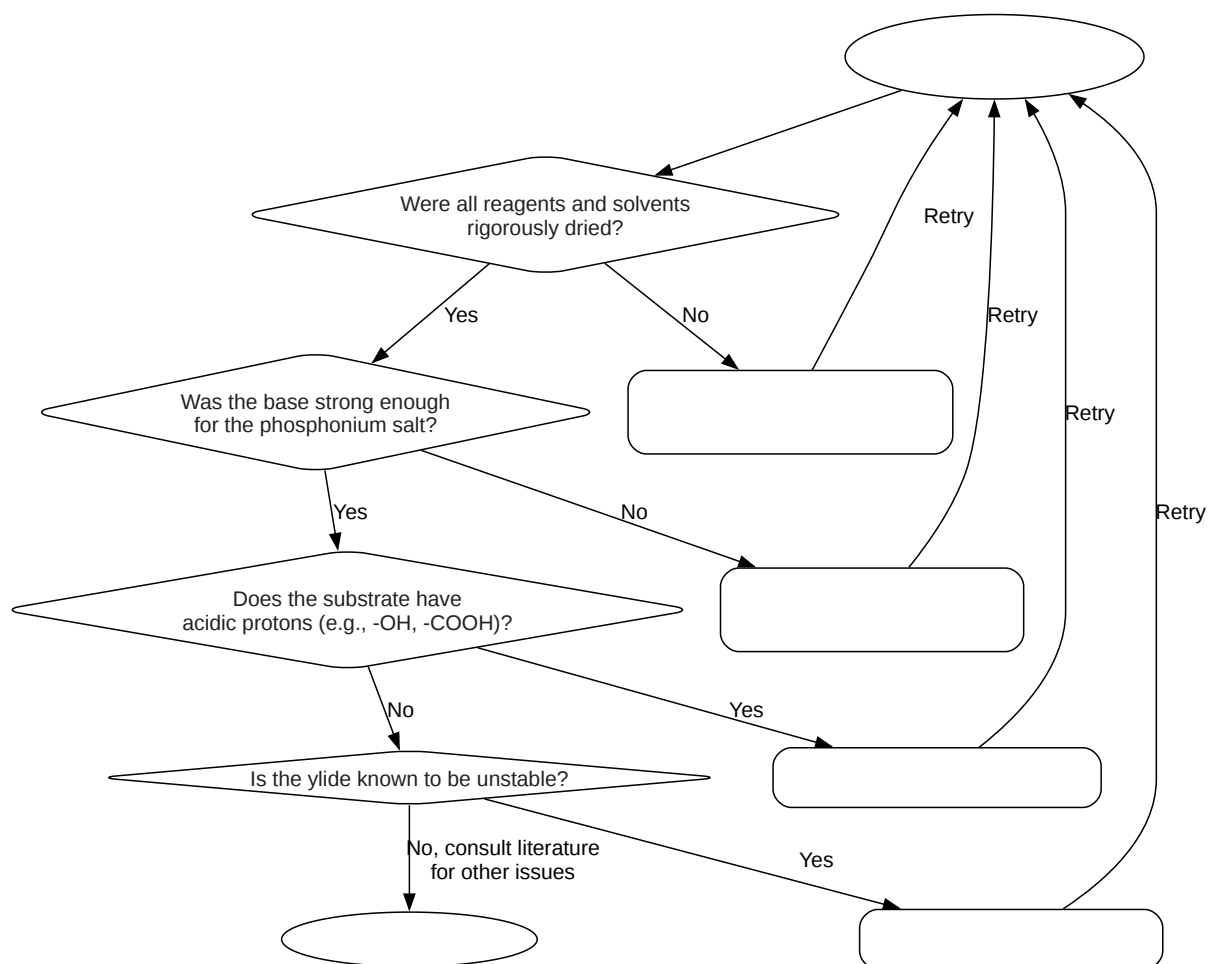 Were all reagents and solvents
rigorously dried?
Retry
Yes
No
Retry
Was the base strong enough
for the phosphonium salt?
Retry
Yes
No
Retry
Does the substrate have
acidic protons (e.g., -OH, -COOH)?
No
Yes
Is the ylide known to be unstable?
No, consult literature
for other issues
Yes